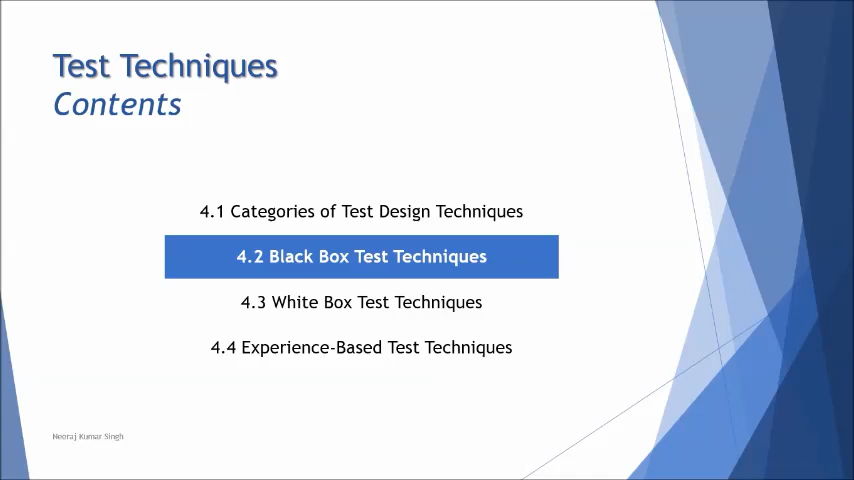 Test Techniques
Contents
4.1 Categories of Test Design Techniques
4.2 Black Box Test Techniques
4.3 White Box Test Techniques
4.4 Experience-Based Test Techniques
Neeraj Kumar Singh